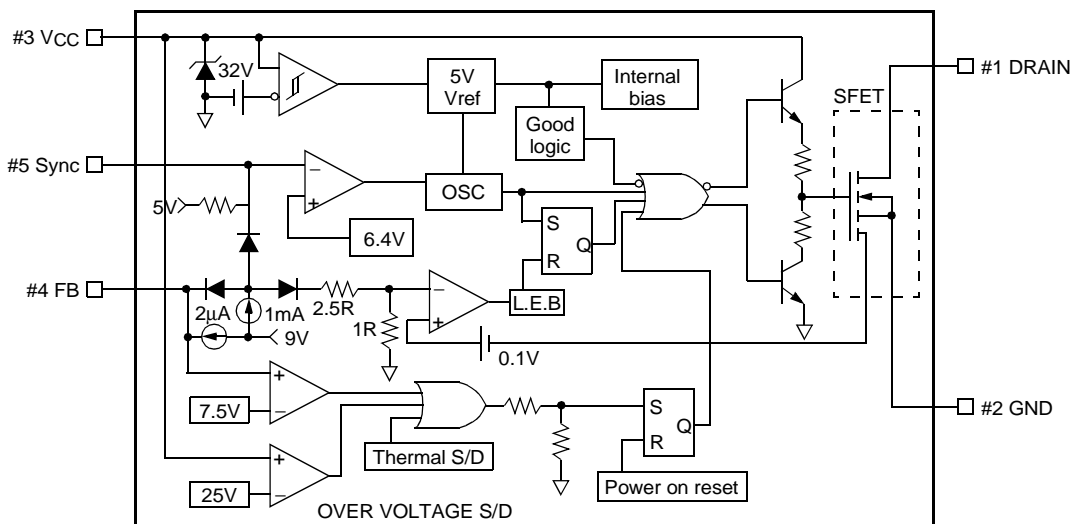 #3 VCC
32V
5V
Vref
Internal
bias
#1 DRAIN
SFET
Good
logic
#5 Sync
−
+
OSC
5V
6.4V
S
R
Q
#4 FB
2μA
1mA
9V
2.5R
1R
−
+
L.E.B
0.1V
+
−
7.5V
S
R
Q
#2 GND
Thermal S/D
+
−
25V
Power on reset
OVER VOLTAGE S/D